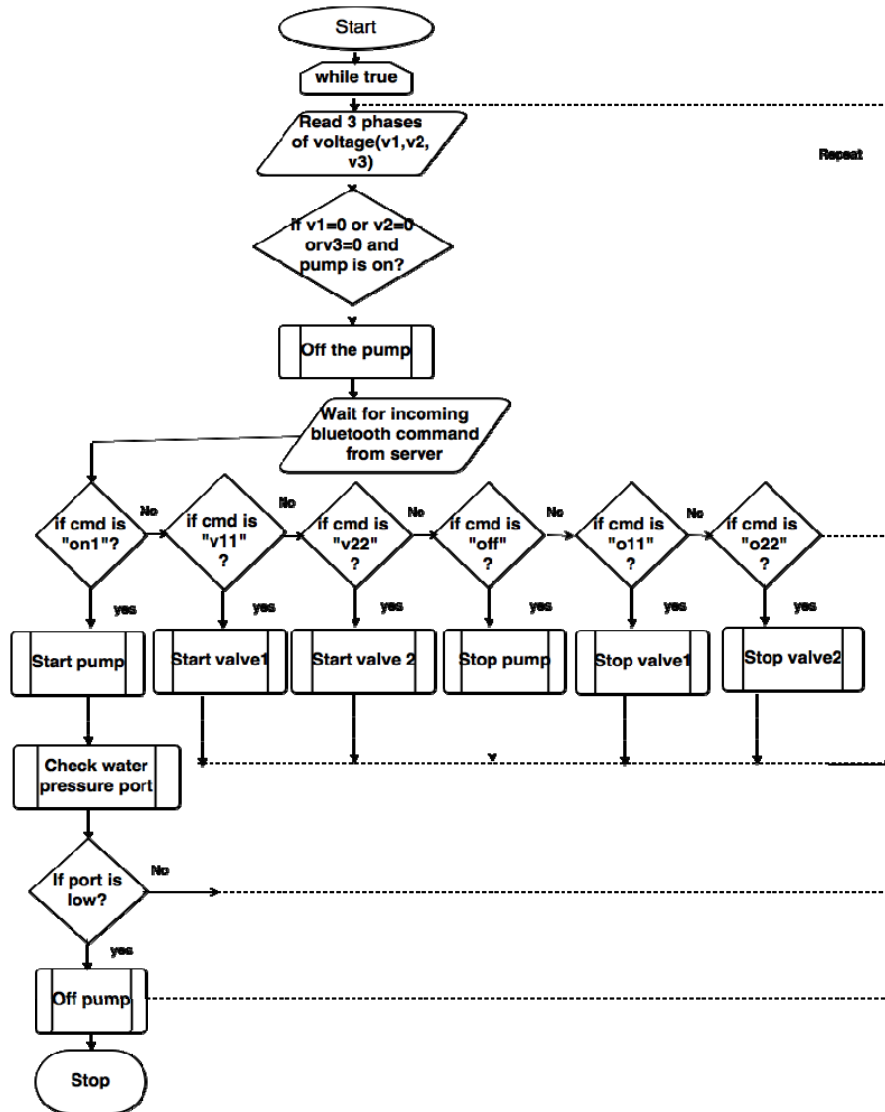 Start
while true
Read 3 phases
of voltage(v1,v2,
v3)
Repeat
if v1=0 or v2=0
orv3=0 and
pump is on?
Off the pump
Wait for incoming
bluetooth command
from server
if cmd is
"on1"?
No
if cmd is
"v11"
?
No
if cmd is
"v22"
?
No
if cmd is
"off"
?
No
if cmd is
"o11"
?
No
if cmd is
"o22"
?
yes
yes
yes
yes
yes
yes
Start pump
Start valve1
Start valve 2
Stop pump
Stop valve1
Stop valve2
Check water
pressure port
If port is
low?
No
yes
Off pump
Stop